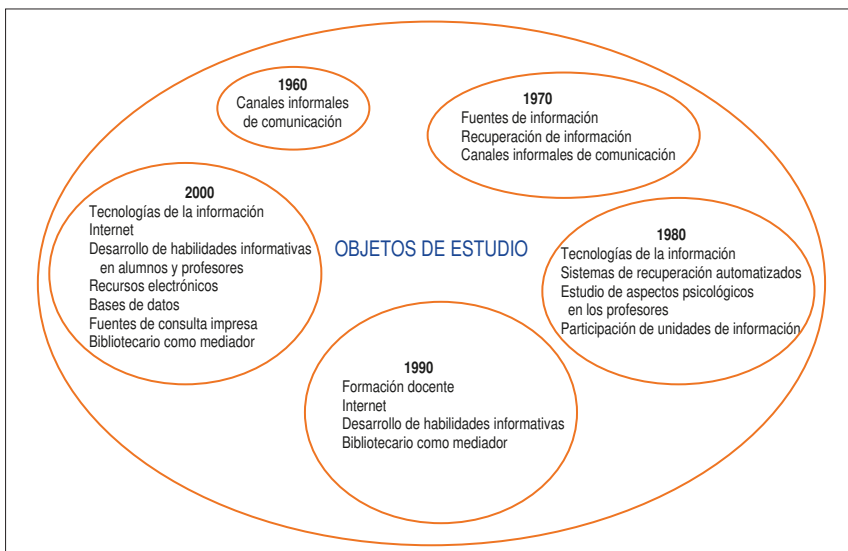 1960
Canales informales
de comunicación
1970
Fuentes de información
Recuperación de información
Canales informales de comunicación
2000
Tecnologías de la información
Internet
Desarrollo de habilidades informativas
en alumnos y profesores
Recursos electrónicos
Bases de datos
Fuentes de consulta impresa
Bibliotecario como mediador
OBJETOS DE ESTUDIO
1980
Tecnologías de la información
Sistemas de recuperación automatizados
Estudio de aspectos psicológicos
en los profesores
Participación de unidades de información
1990
Formación docente
Internet
Desarrollo de habilidades informativas
Bibliotecario como mediador